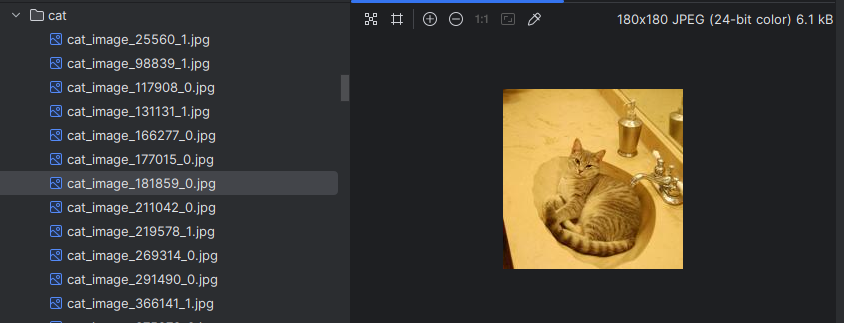 cat
1:1
180x180 JPEG (24-bit color) 6.1 kB
cat_image_25560_1.jpg
cat_image_98839_1.jpg
cat_image_117908_0.jpg
cat_image_131131_1.jpg
cat_image_166277_0.jpg
cat_image_177015_0.jpg
cat_image_181859_0.jpg
cat_image_211042_0.jpg
cat_image_219578_1.jpg
cat_image_269314_0.jpg
cat_image_291490_0.jpg
cat_image_366141_1.jpg